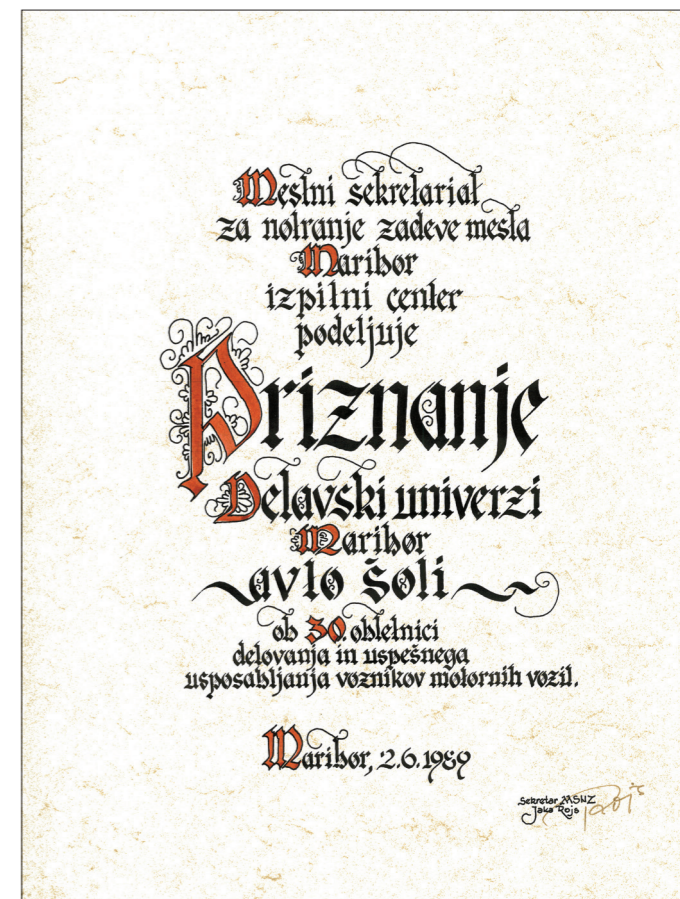 Mestni sekretariat
za notranje zadeve mesta
Maribor
izpitni center
podeljuje
Priznanje
Delavski univerzi
Maribor
avto šoli
ob 30. obletnici
delovanja in uspešnega
usposabljanja voznikov motornih vozil.
Maribor, 2.6.1989
Sekretar MSNZ
Jaka Rojs
Rojs